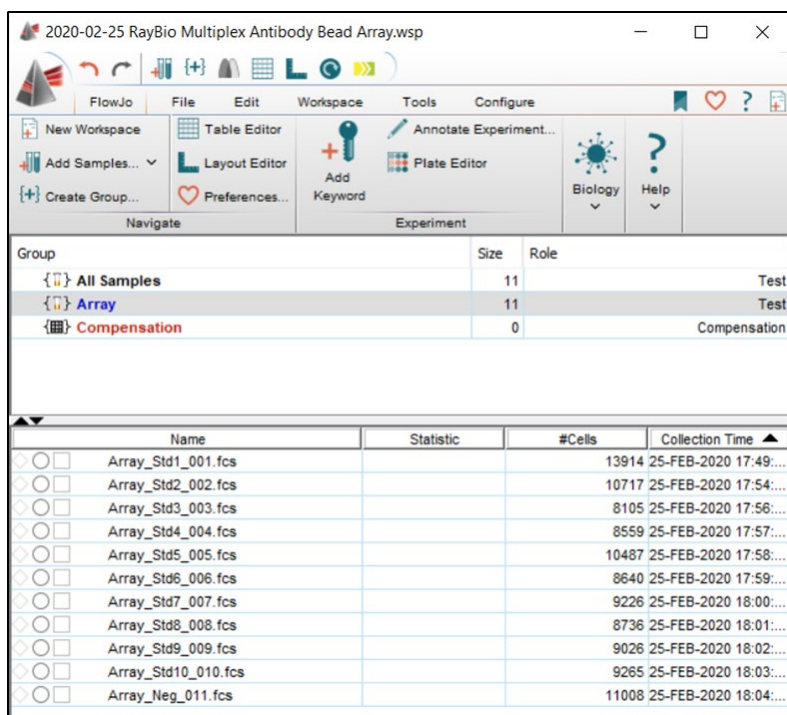 2020-02-25 RayBio Multiplex Antibody Bead Array.wsp
FlowJo File Edit Workspace Tools Configure
New Workspace
Add Samples...
Create Group...
Navigate
Table Editor
Layout Editor
Preferences...
Add
Keyword
Annotate Experiment...
Plate Editor
Experiment
Biology
Help
Group Size Role
All Samples 11 Test
Array 11 Test
Compensation 0 Compensation
Name Statistic #Cells Collection Time
Array_Std1_001.fcs 13914 25-FEB-2020 17:49:...
Array_Std2_002.fcs 10717 25-FEB-2020 17:54:...
Array_Std3_003.fcs 8105 25-FEB-2020 17:56:...
Array_Std4_004.fcs 8559 25-FEB-2020 17:57:...
Array_Std5_005.fcs 10487 25-FEB-2020 17:58:...
Array_Std6_006.fcs 8640 25-FEB-2020 17:59:...
Array_Std7_007.fcs 9226 25-FEB-2020 18:00:...
Array_Std8_008.fcs 8736 25-FEB-2020 18:01:...
Array_Std9_009.fcs 9026 25-FEB-2020 18:02:...
Array_Std10_010.fcs 9265 25-FEB-2020 18:03:...
Array_Neg_011.fcs 11008 25-FEB-2020 18:04:...